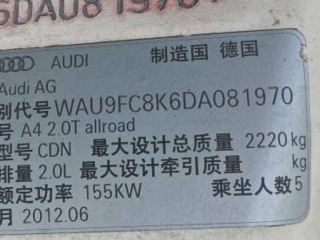 6DA081970
AUDI 制造国 德国
Audi AG
别代号 WAU9FC8K6DA081970
号 A4 2.0T allroad
型号 CDN 最大设计总质量 2220 kg
排量 2.0L 最大设计牵引质量 kg
额定功率 155KW 乘坐人数 5
月 2012.06